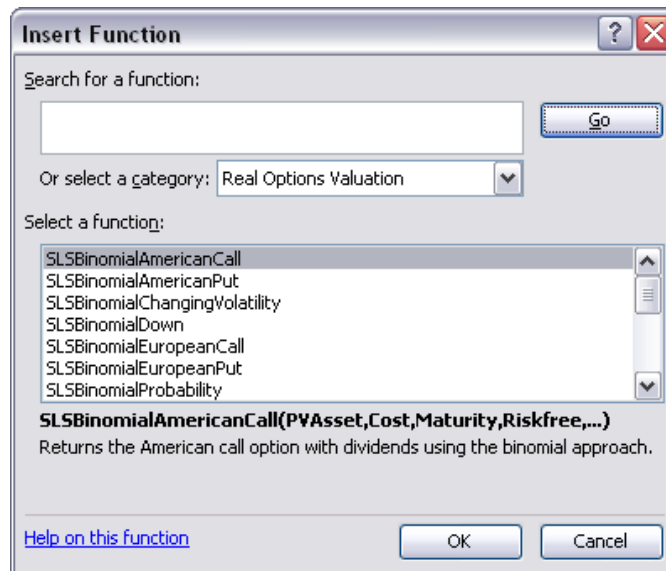 Insert Function
Search for a function:
Go
Or select a category: Real Options Valuation
Select a function:
SLSBinomialAmericanCall
SLSBinomialAmericanPut
SLSBinomialChangingVolatility
SLSBinomialDown
SLSBinomialEuropeanCall
SLSBinomialEuropeanPut
SLSBinomialProbability
SLSBinomialAmericanCall(PVAsset,Cost,Maturity,Riskfree,...)
Returns the American call option with dividends using the binomial approach.
Help on this function
OK
Cancel